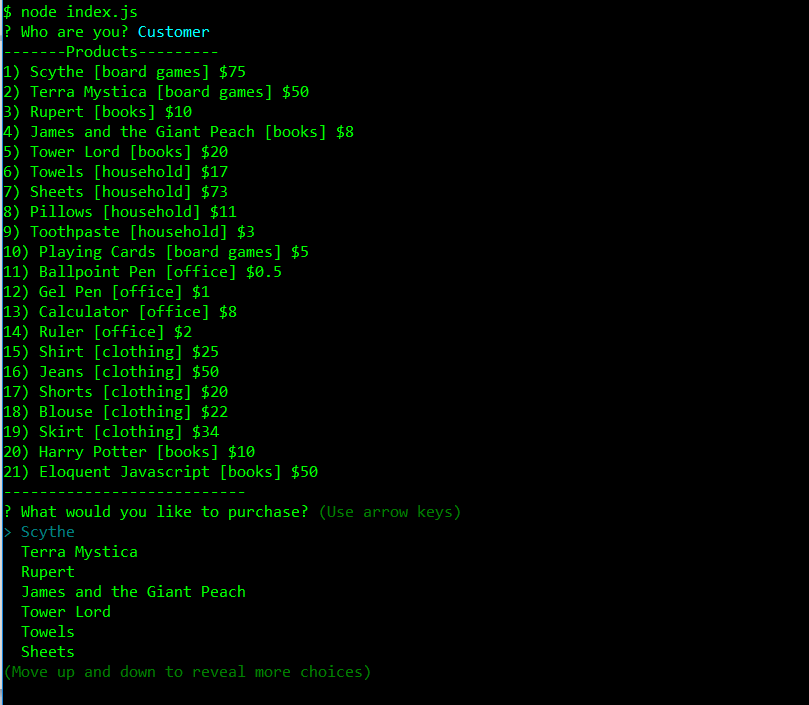 $ node index.js
? Who are you? Customer
-------Products---------
1) Scythe [board games] $75
2) Terra Mystica [board games] $50
3) Rupert [books] $10
4) James and the Giant Peach [books] $8
5) Tower Lord [books] $20
6) Towels [household] $17
7) Sheets [household] $73
8) Pillows [household] $11
9) Toothpaste [household] $3
10) Playing Cards [board games] $5
11) Ballpoint Pen [office] $0.5
12) Gel Pen [office] $1
13) Calculator [office] $8
14) Ruler [office] $2
15) Shirt [clothing] $25
16) Jeans [clothing] $50
17) Shorts [clothing] $20
18) Blouse [clothing] $22
19) Skirt [clothing] $34
20) Harry Potter [books] $10
21) Eloquent Javascript [books] $50
---------------------------
? What would you like to purchase? (Use arrow keys)
> Scythe
  Terra Mystica
  Rupert
  James and the Giant Peach
  Tower Lord
  Towels
  Sheets
(Move up and down to reveal more choices)